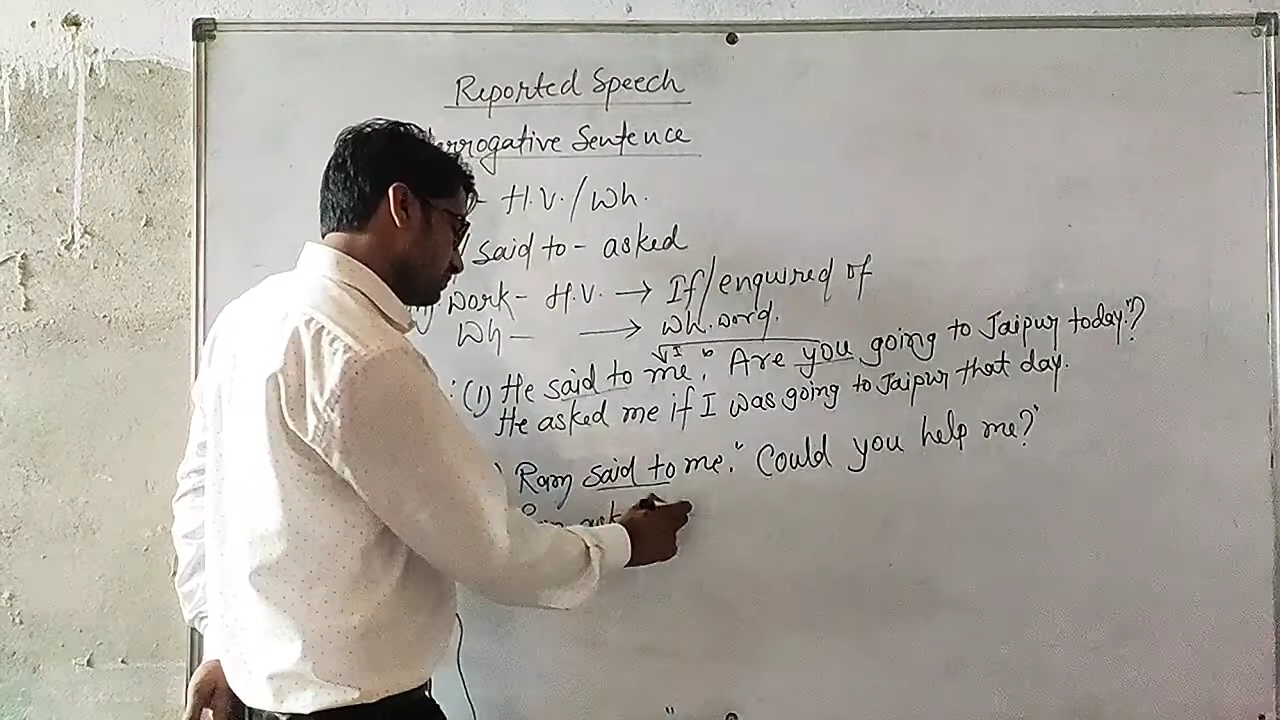 Reported Speech
rrogative Sentence
- H.V./Wh.
said to - asked
work - H.V. → If/enquired of
Wh - → Wh. word.
I
(1) He said to me, "Are you going to Jaipur today"?
He asked me if I was going to Jaipur that day.
) Ram said to me, "Could you help me?"
ask